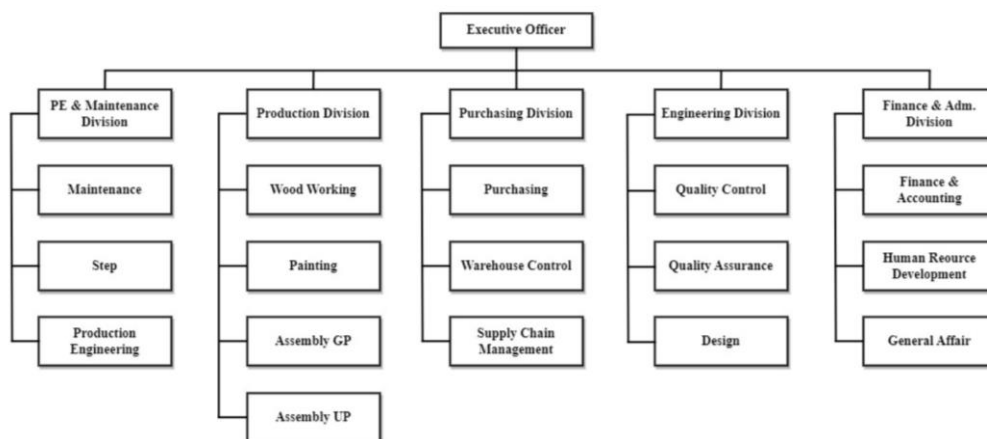 Executive Officer
PE & Maintenance
Division
Production Division
Purchasing Division
Engineering Division
Finance & Adm.
Division
Maintenance
Wood Working
Purchasing
Quality Control
Finance &
Accounting
Step
Painting
Warehouse Control
Quality Assurance
Human Reource
Development
Production
Engineering
Assembly GP
Supply Chain
Management
Design
General Affair
Assembly UP